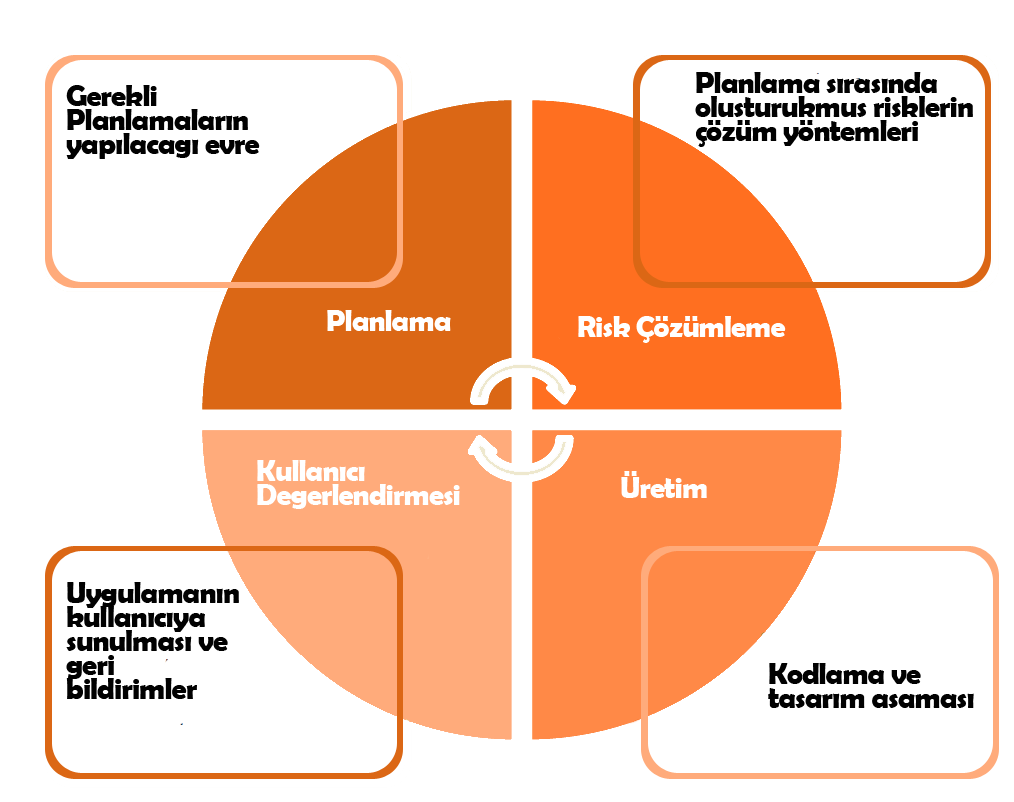 Gerekli
Planlamaların
yapılacagı evre
Planlama sırasında
olusturukmus risklerin
çözüm yöntemleri
Planlama
Risk Çözümleme
Kullanıcı
Degerlendirmesi
Üretim
Uygulamanın
kullanıcıya
sunulması ve
geri
bildirimler
Kodlama ve
tasarım asaması